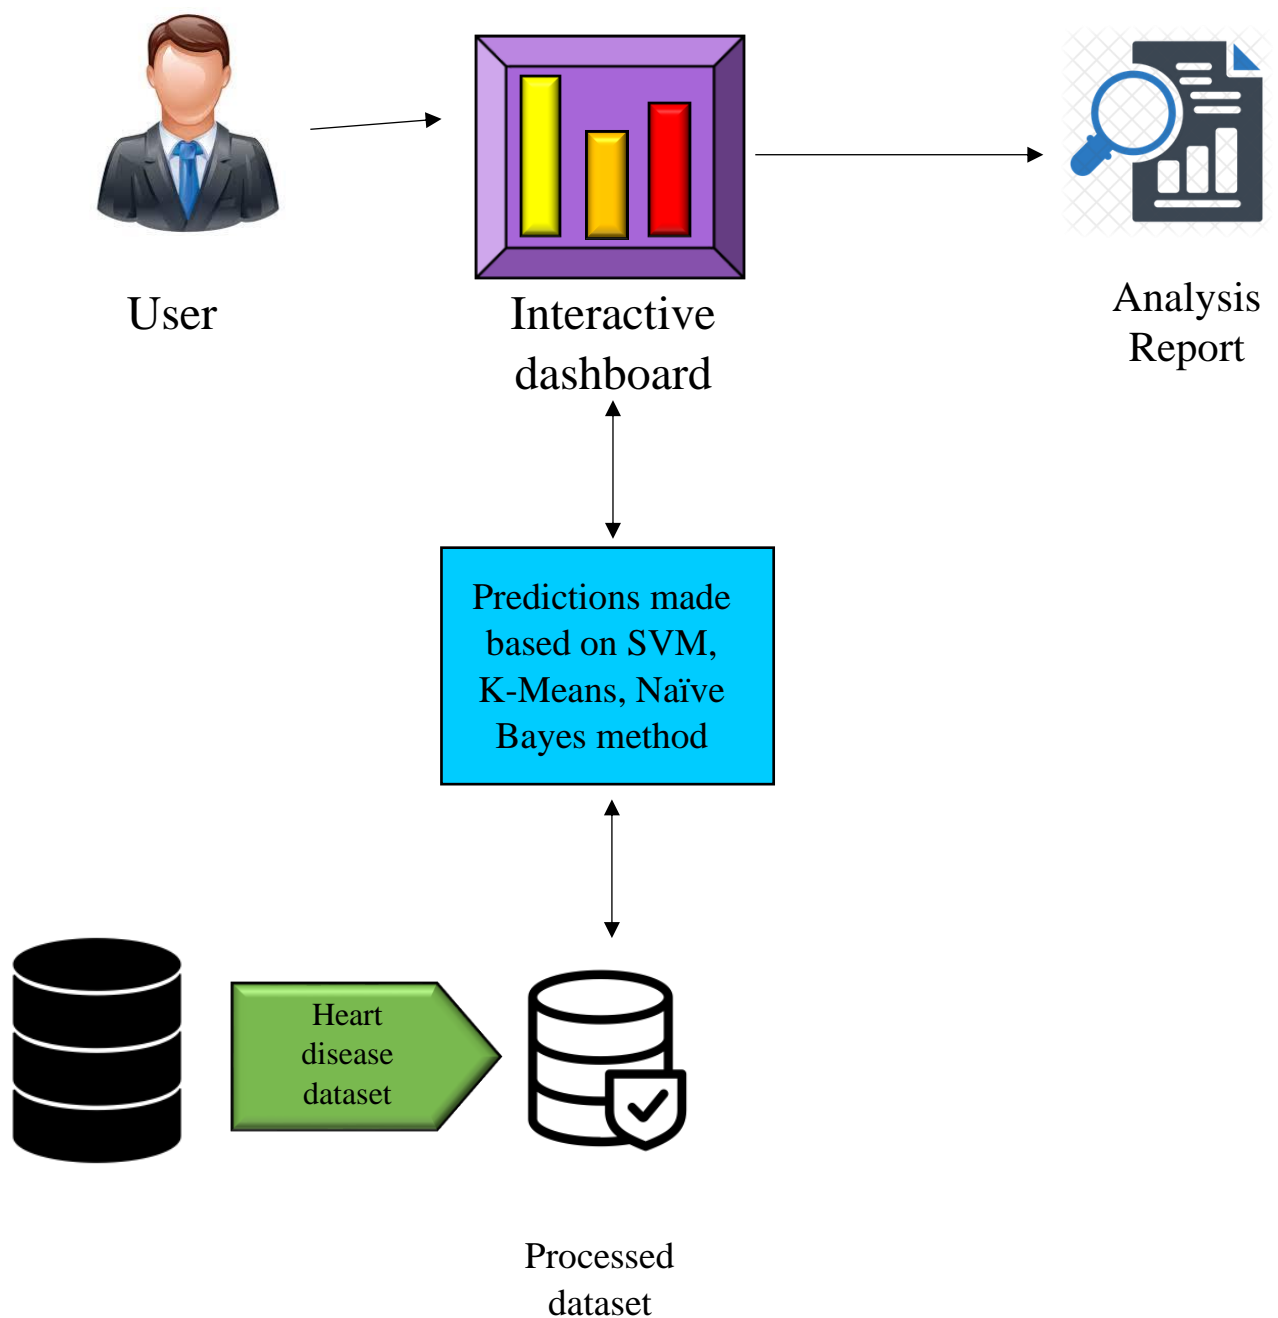 User
Interactive
dashboard
Analysis
Report
Predictions made
based on SVM,
K-Means, Naïve
Bayes method
Heart
disease
dataset
Processed
dataset